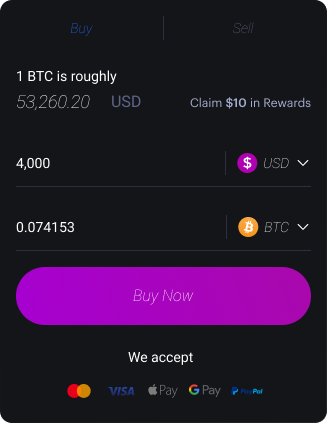 Buy Sell
1 BTC is roughly
53,260.20 USD Claim $10 in Rewards
4,000 $ USD
0.074153 ₿ BTC
Buy Now
We accept
VISA Pay G Pay PayPal